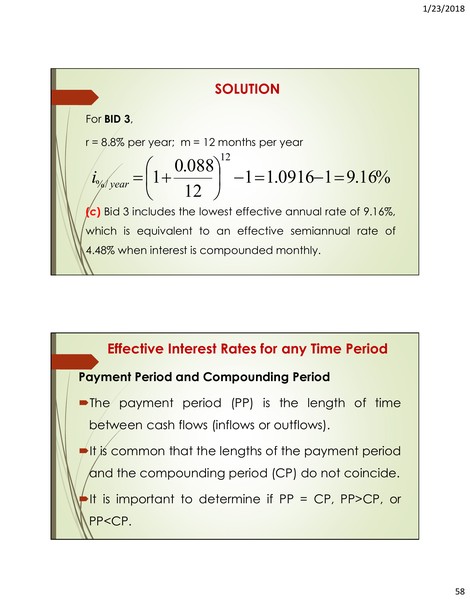 1/23/2018
SOLUTION
For BID 3,
r = 8.8% per year; m = 12 months per year
i%/year = (1 + 0.088/12)^12 − 1 = 1.0916 − 1 = 9.16%
(c) Bid 3 includes the lowest effective annual rate of 9.16%,
which is equivalent to an effective semiannual rate of
4.48% when interest is compounded monthly.
Effective Interest Rates for any Time Period
Payment Period and Compounding Period
The payment period (PP) is the length of time
between cash flows (inflows or outflows).
It is common that the lengths of the payment period
and the compounding period (CP) do not coincide.
It is important to determine if PP = CP, PP>CP, or
PP<CP.
58